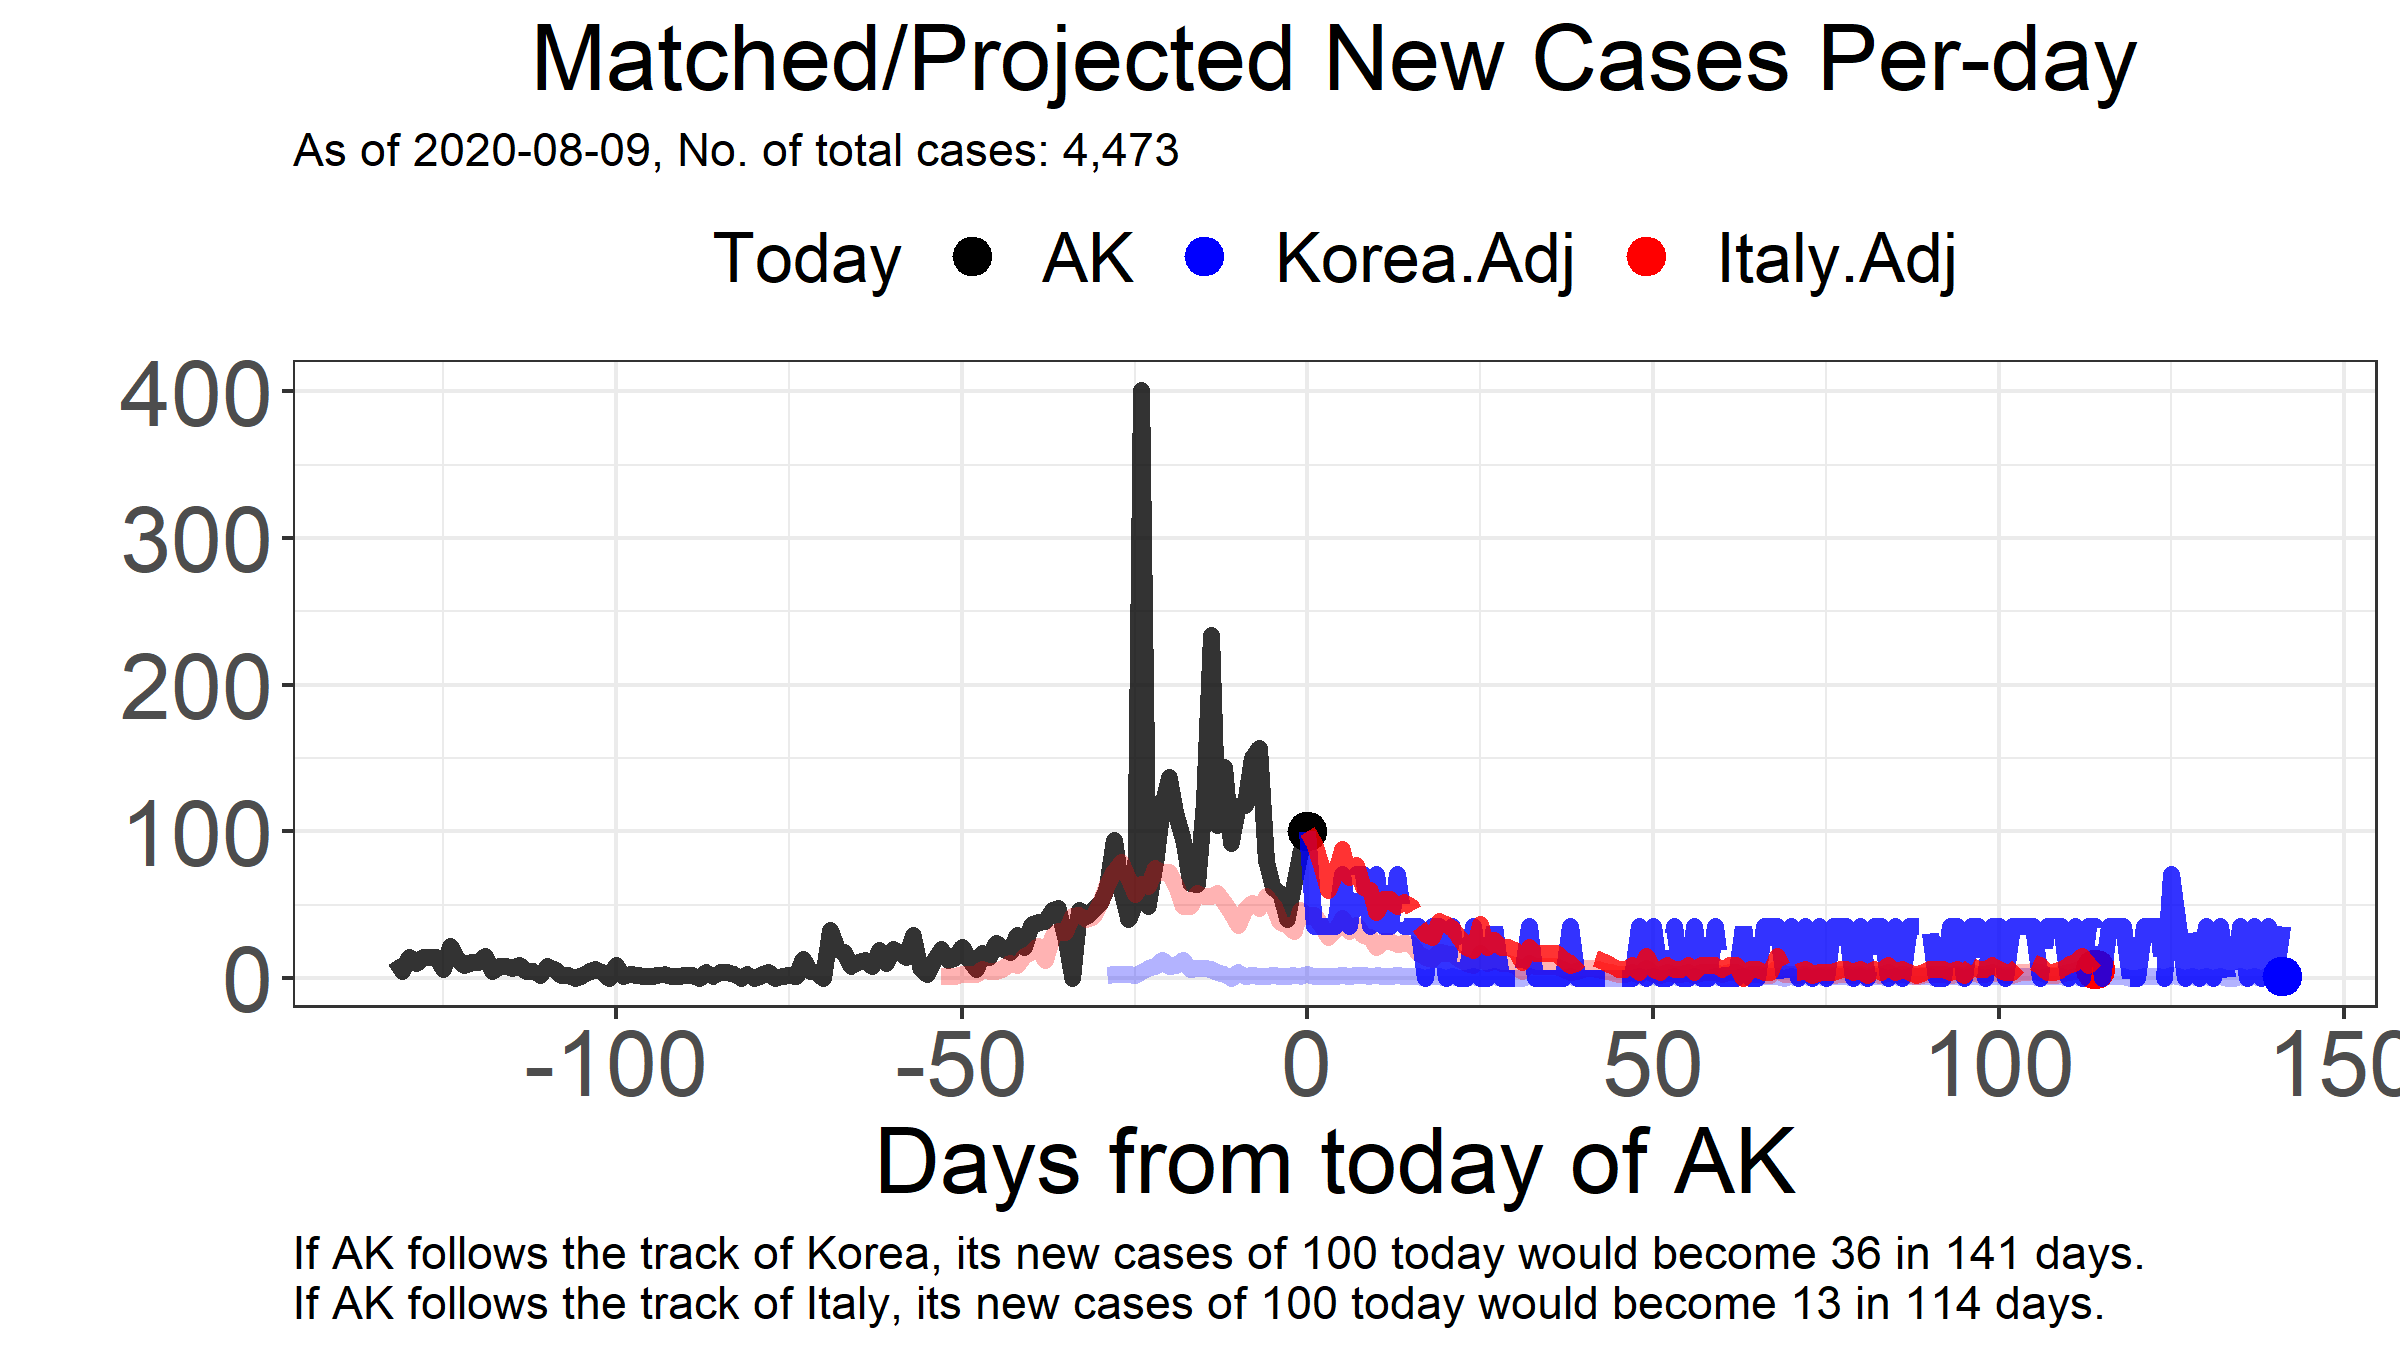 Matched/Projected New Cases Per-day
As of 2020-08-09, No. of total cases: 4,473
Today AK Korea.Adj Italy.Adj
400
300
200
100
0
-100 -50 0 50 100 150
Days from today of AK
If AK follows the track of Korea, its new cases of 100 today would become 36 in 141 days.
If AK follows the track of Italy, its new cases of 100 today would become 13 in 114 days.